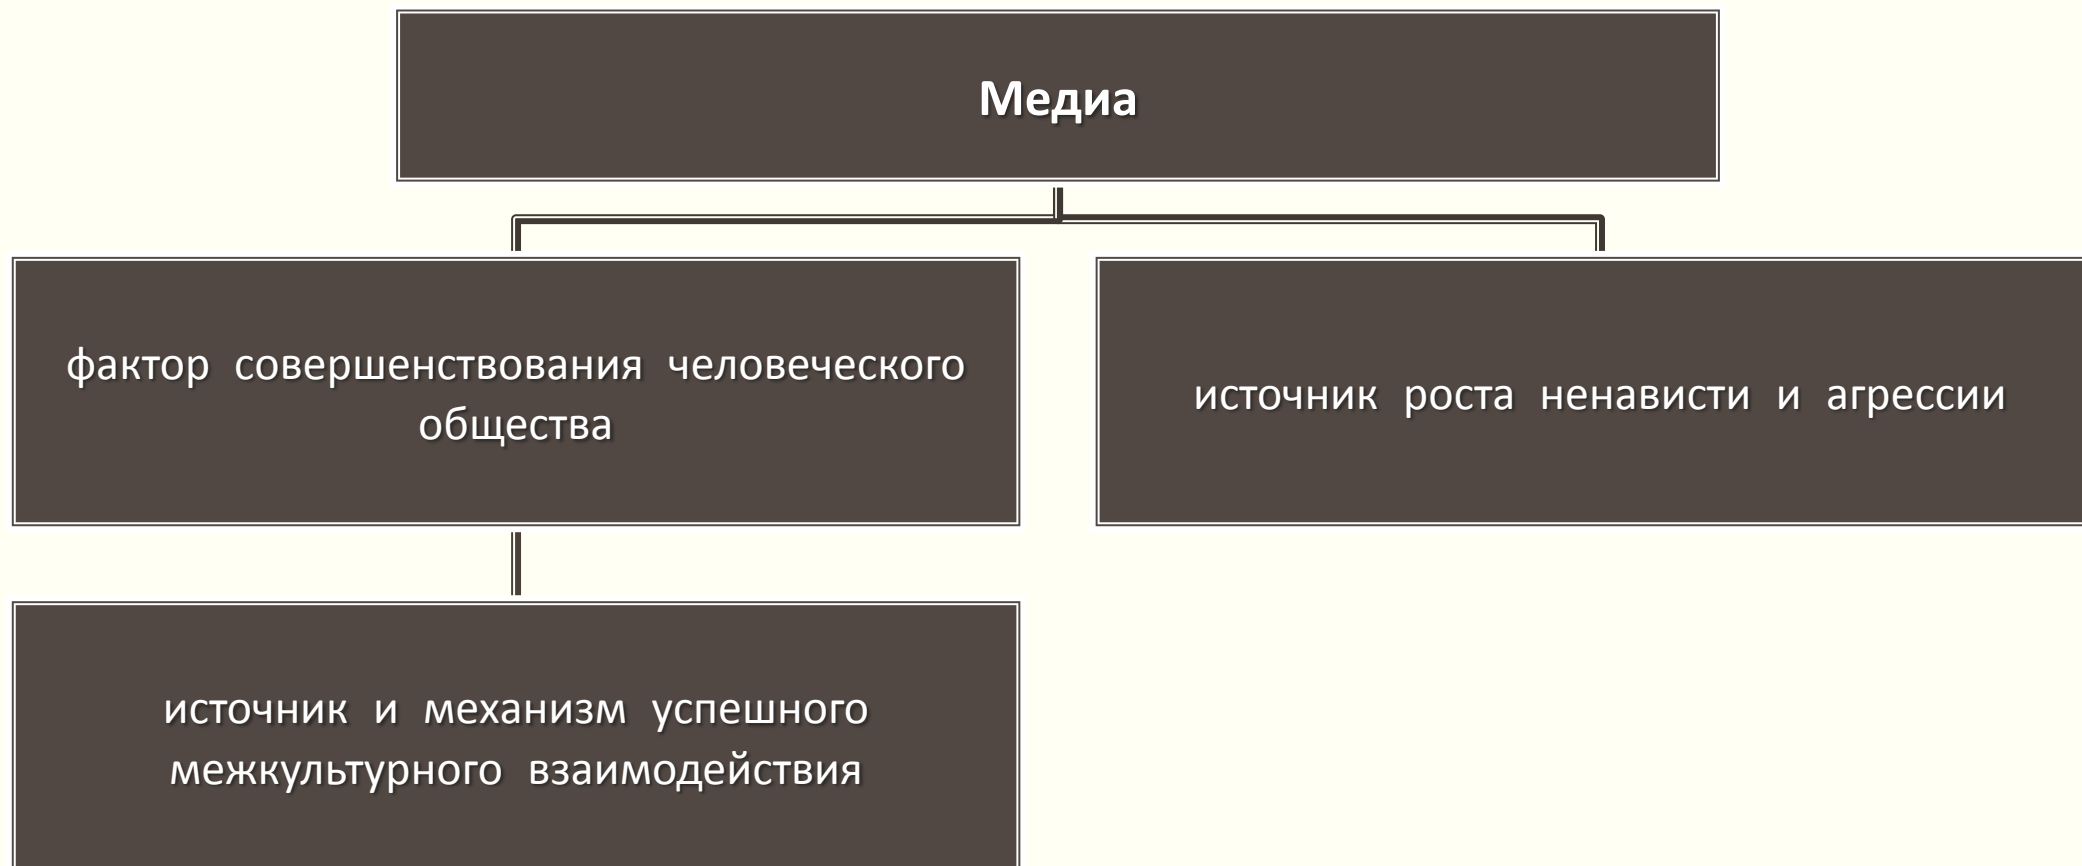 Медиа
фактор совершенствования человеческого
общества
источник роста ненависти и агрессии
источник и механизм успешного
межкультурного взаимодействия